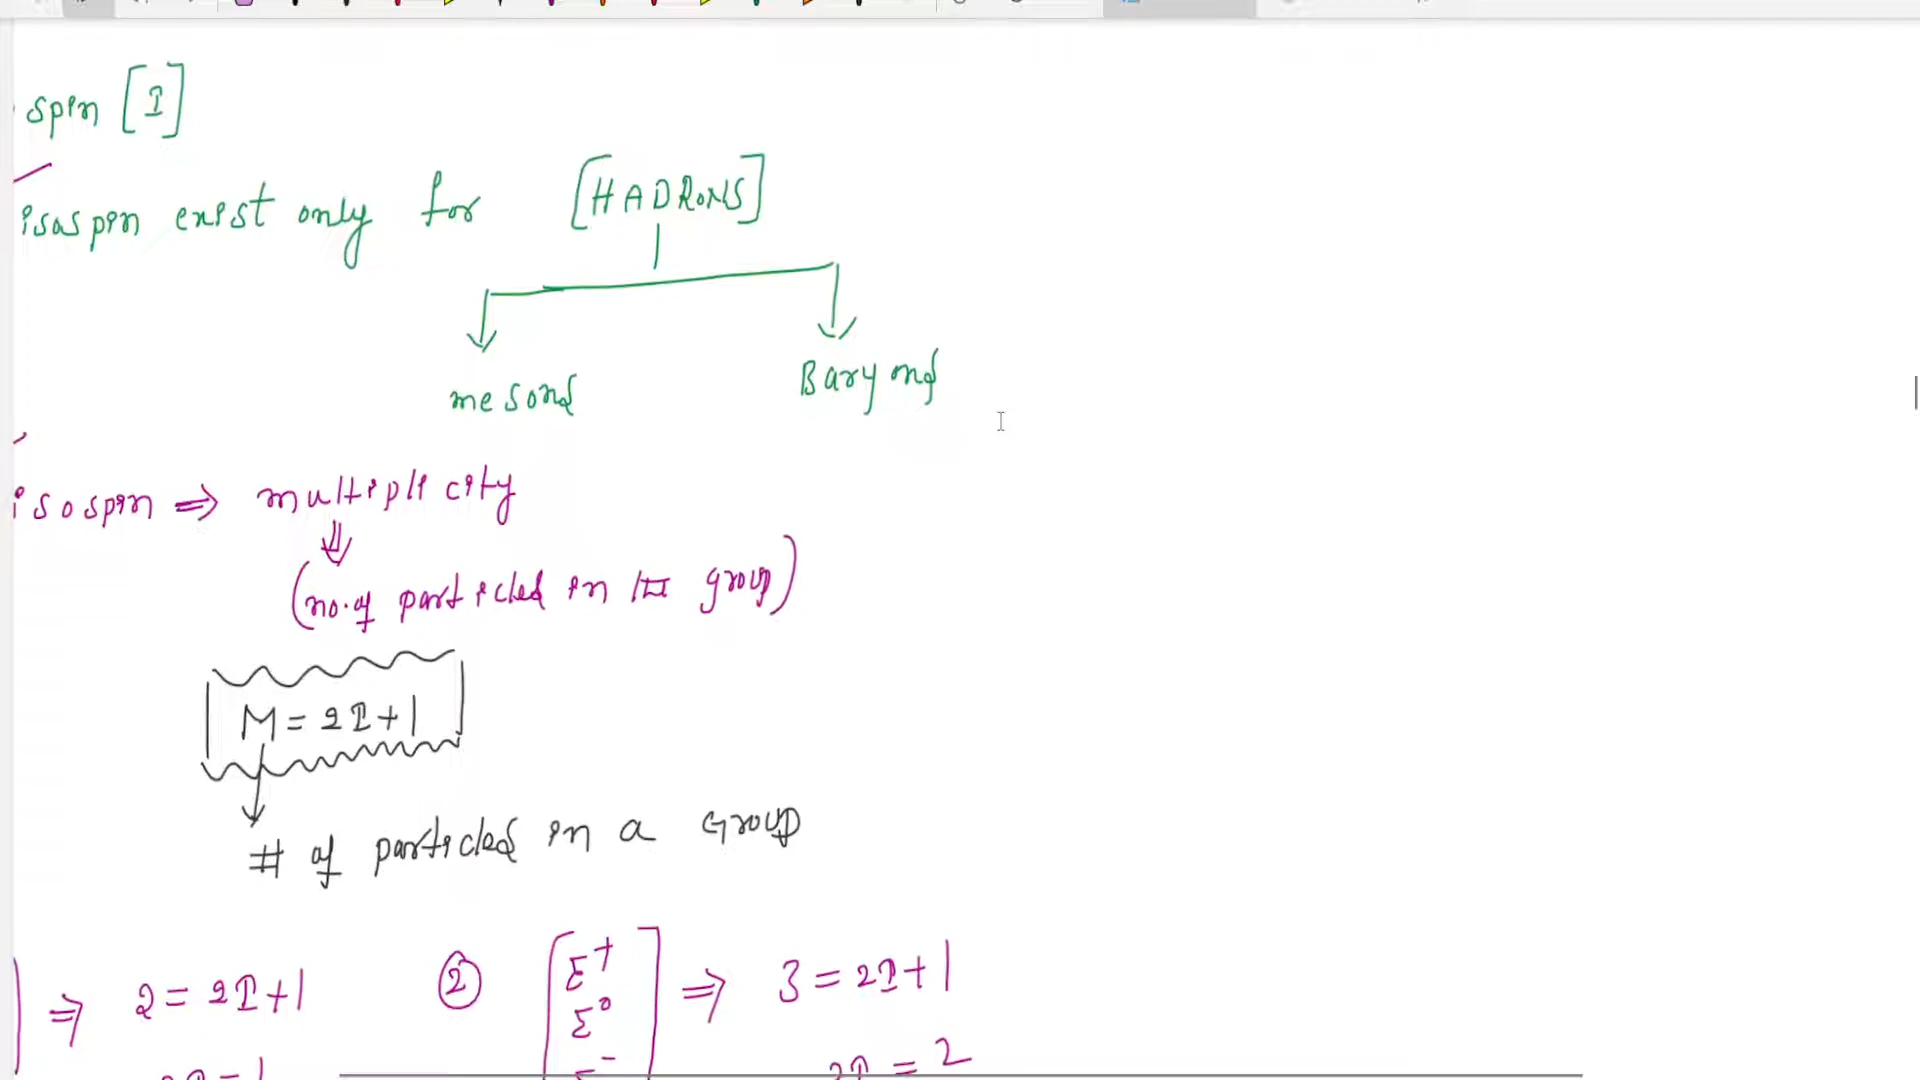 spin [I]
isospin exist only for [HADRONS]
mesons
Baryons
isospin ⇒ multiplicity
⇓
(no. of particles in the group)
M = 2I+1
# of particles in a Group
⇒ 2 = 2I+1
② Σ⁺ ⇒ 3 = 2I+1
Σ⁰
2I = 2